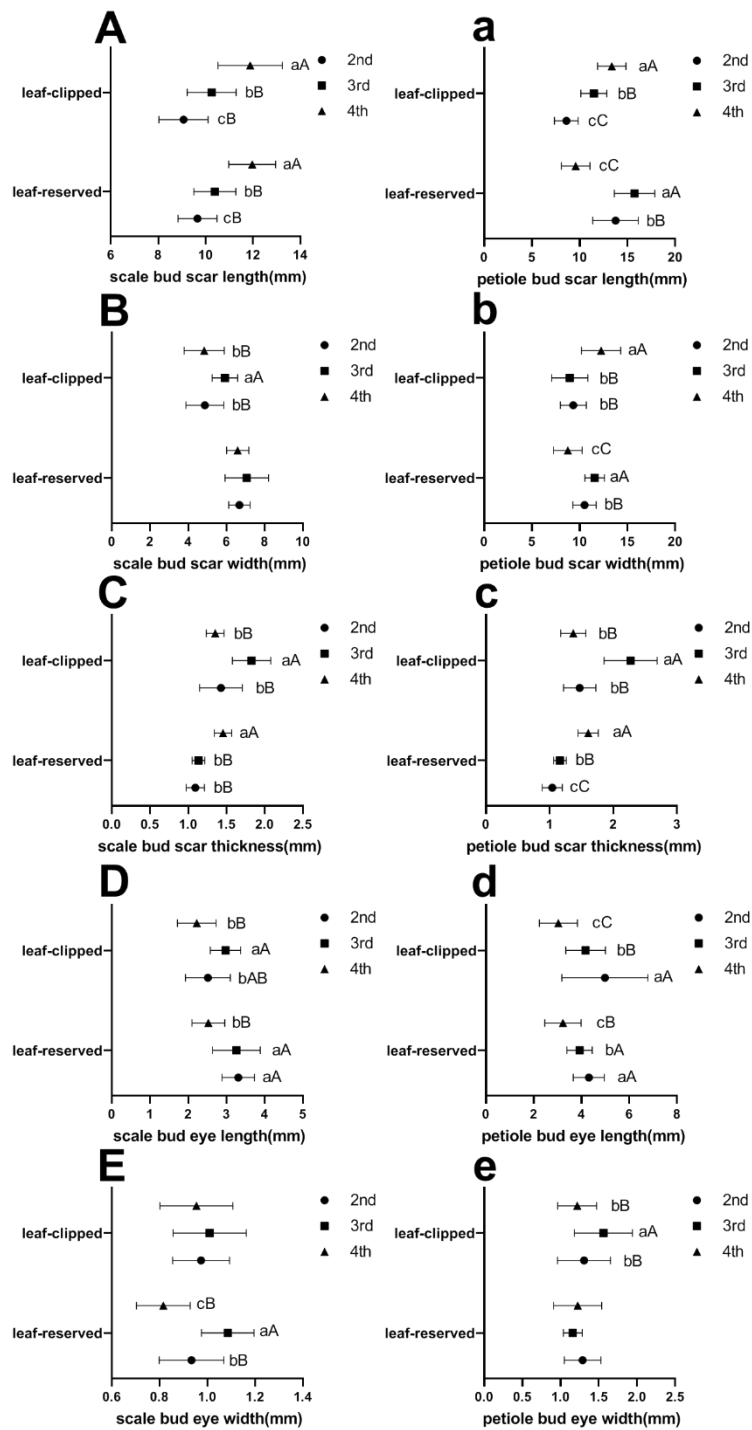 A
aA
2nd
3rd
4th
leaf-clipped
bB
cB
aA
leaf-reserved
bB
cB
6 8 10 12 14
scale bud scar length(mm)
a
aA
2nd
3rd
4th
leaf-clipped
bB
cC
cC
leaf-reserved
aA
bB
0 5 10 15 20
petiole bud scar length(mm)
B
bB
2nd
3rd
4th
leaf-clipped
aA
bB
leaf-reserved
0 2 4 6 8 10
scale bud scar width(mm)
b
aA
2nd
3rd
4th
leaf-clipped
bB
bB
cC
leaf-reserved
aA
bB
0 5 10 15 20
petiole bud scar width(mm)
C
bB
2nd
3rd
4th
leaf-clipped
aA
bB
aA
leaf-reserved
bB
bB
0.0 0.5 1.0 1.5 2.0 2.5
scale bud scar thickness(mm)
c
bB
2nd
3rd
4th
leaf-clipped
aA
bB
aA
leaf-reserved
bB
cC
0 1 2 3
petiole bud scar thickness(mm)
D
bB
2nd
3rd
4th
leaf-clipped
aA
bAB
bB
leaf-reserved
aA
aA
0 1 2 3 4 5
scale bud eye length(mm)
d
cC
2nd
3rd
4th
leaf-clipped
bB
aA
cB
leaf-reserved
bA
aA
0 2 4 6 8
petiole bud eye length(mm)
E
2nd
3rd
4th
leaf-clipped
cB
leaf-reserved
aA
bB
0.6 0.8 1.0 1.2 1.4
scale bud eye width(mm)
e
bB
2nd
3rd
4th
leaf-clipped
aA
bB
leaf-reserved
0.0 0.5 1.0 1.5 2.0 2.5
petiole bud eye width(mm)